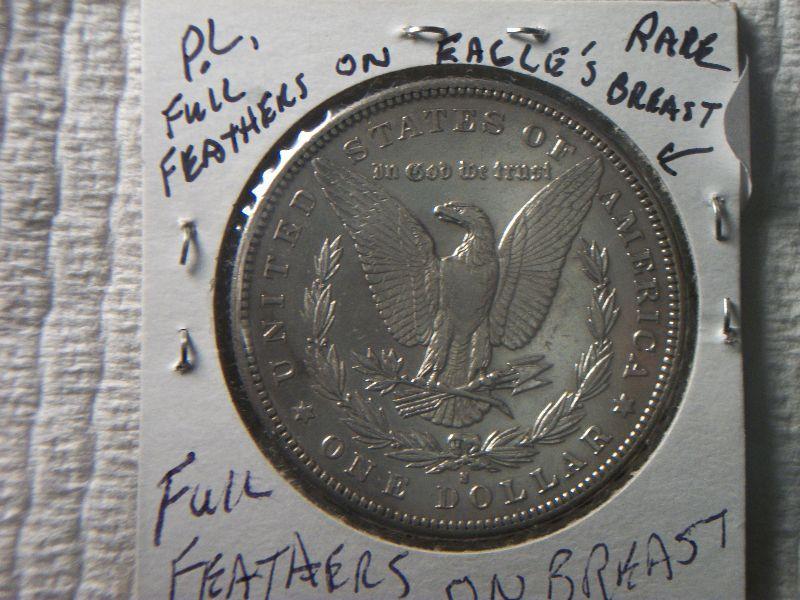 P.L.
FULL
FEATHERS ON EAGLE'S BREAST
RARE
UNITED STATES OF AMERICA
In God we trust
ONE DOLLAR
S
FULL
FEATHERS ON BREAST